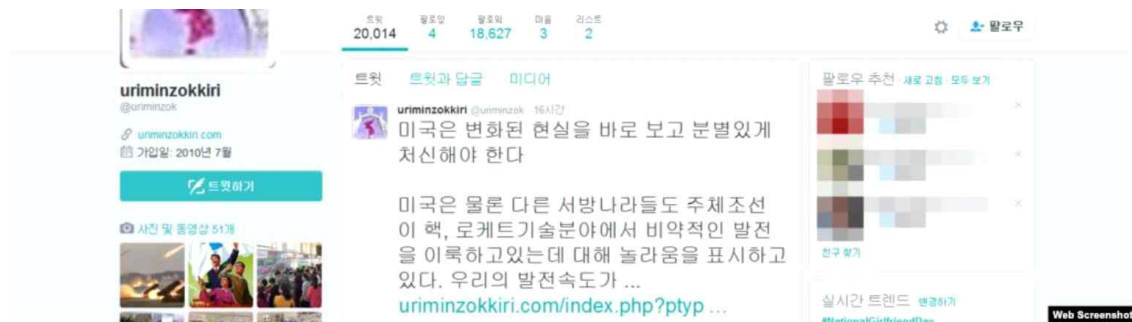 트윗 팔로잉 팔로워 마음 리스트
20,014 4 18,627 3 2
팔로우
uriminzokkiri
@uriminzok
uriminzokkiri.com
가입일: 2010년 7월
트윗하기
사진 및 동영상 51개
트윗 트윗과 답글 미디어
uriminzokkiri @uriminzok 16시간
미국은 변화된 현실을 바로 보고 분별있게
처신해야 한다
미국은 물론 다른 서방나라들도 주체조선
이 핵, 로케트기술분야에서 비약적인 발전
을 이룩하고있는데 대해 놀라움을 표시하고
있다. 우리의 발전속도가 ...
uriminzokkiri.com/index.php?ptyp ...
팔로우 추천 · 새로 고침 · 모두 보기
친구 찾기
실시간 트렌드 변경하기
#NationalGirlfriendDay
Web Screenshot